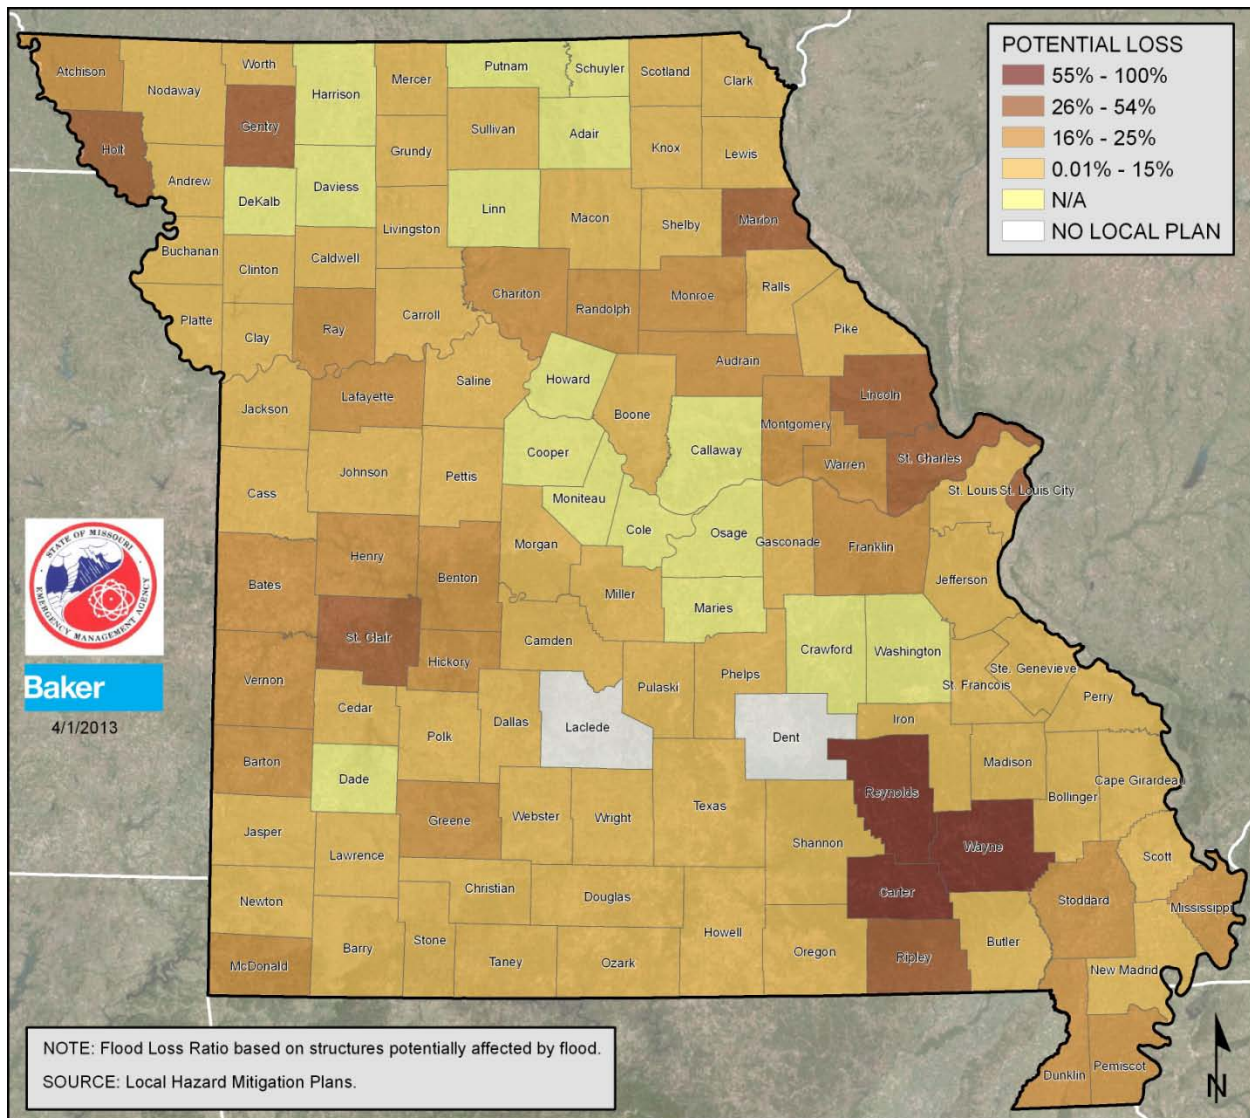 POTENTIAL LOSS
55% - 100%
26% - 54%
16% - 25%
0.01% - 15%
N/A
NO LOCAL PLAN
Atchison
Nodaway
Worth
Harrison
Mercer
Putnam
Schuyler
Scotland
Clark
Holt
Gentry
Sullivan
Adair
Knox
Lewis
Andrew
DeKalb
Daviess
Grundy
Linn
Macon
Shelby
Marion
Buchanan
Clinton
Caldwell
Livingston
Chariton
Randolph
Monroe
Ralls
Pike
Platte
Clay
Ray
Carroll
Audrain
Jackson
Lafayette
Saline
Howard
Boone
Callaway
Montgomery
Lincoln
Warren
St. Charles
St. Louis
St. Louis City
Cass
Johnson
Pettis
Cooper
Moniteau
Cole
Osage
Gasconade
Franklin
Jefferson
Bates
Henry
Benton
Morgan
Miller
Maries
Crawford
Washington
St. Clair
Hickory
Camden
Pulaski
Phelps
St. Francois
Ste. Genevieve
Perry
Vernon
Cedar
Polk
Dallas
Laclede
Dent
Iron
Madison
Bollinger
Cape Girardeau
Barton
Dade
Greene
Webster
Wright
Texas
Shannon
Reynolds
Wayne
Scott
Jasper
Lawrence
Christian
Douglas
Carter
Stoddard
Mississippi
Newton
Barry
Stone
Taney
Ozark
Howell
Oregon
Ripley
Butler
New Madrid
McDonald
Dunklin
Pemiscot
STATE OF MISSOURI
EMERGENCY MANAGEMENT AGENCY
Baker
4/1/2013
NOTE: Flood Loss Ratio based on structures potentially affected by flood.
SOURCE: Local Hazard Mitigation Plans.
N